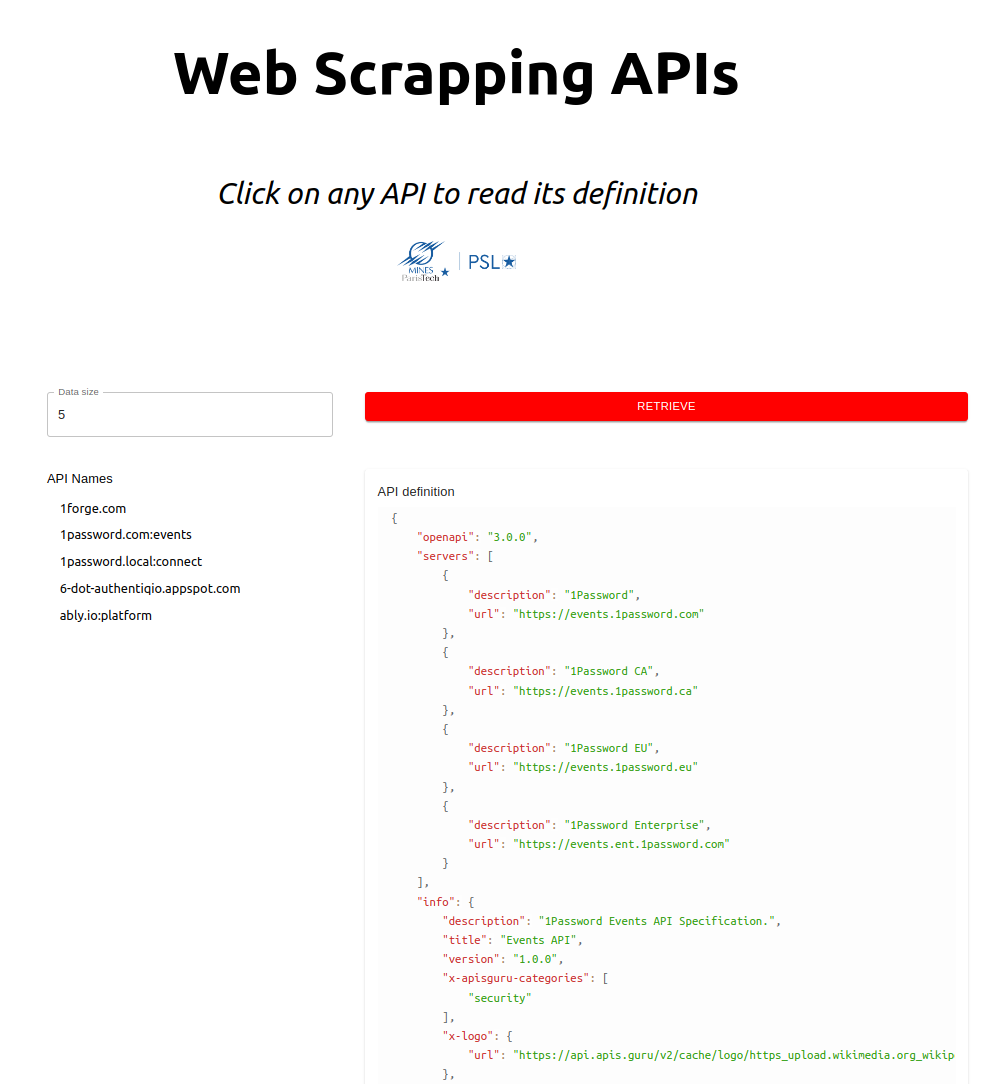 Web Scrapping APIs
Click on any API to read its definition
MINES
ParisTech
PSL
Data size
5
RETRIEVE
API Names
1forge.com
1password.com:events
1password.local:connect
6-dot-authentiqio.appspot.com
ably.io:platform
API definition
{
"openapi": "3.0.0",
"servers": [
{
"description": "1Password",
"url": "https://events.1password.com"
},
{
"description": "1Password CA",
"url": "https://events.1password.ca"
},
{
"description": "1Password EU",
"url": "https://events.1password.eu"
},
{
"description": "1Password Enterprise",
"url": "https://events.ent.1password.com"
}
],
"info": {
"description": "1Password Events API Specification.",
"title": "Events API",
"version": "1.0.0",
"x-apisguru-categories": [
"security"
],
"x-logo": {
"url": "https://api.apis.guru/v2/cache/logo/https_upload.wikimedia.org_wikip
},